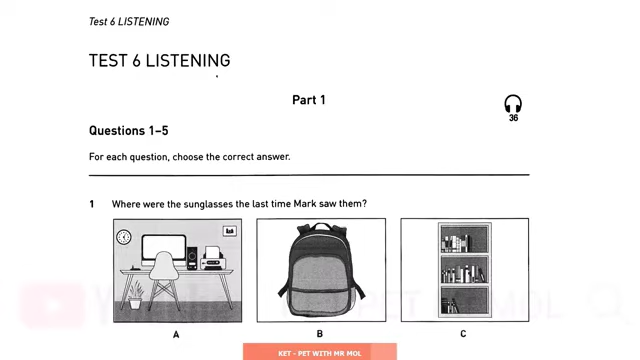 Test 6 LISTENING
TEST 6 LISTENING
Part 1
36
Questions 1–5
For each question, choose the correct answer.
1 Where were the sunglasses the last time Mark saw them?
A B C
KET - PET WITH MR MOL